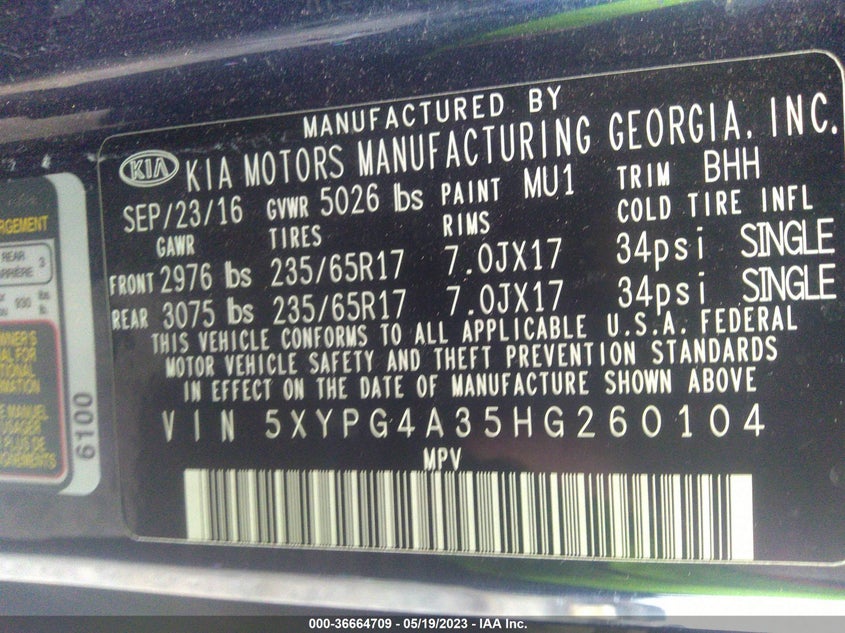 MANUFACTURED BY
KIA KIA MOTORS MANUFACTURING GEORGIA, INC.
SEP/23/16 GVWR 5026 lbs PAINT MU1 TRIM BHH
GAWR TIRES RIMS COLD TIRE INFL
FRONT 2976 lbs 235/65R17 7.0JX17 34psi SINGLE
REAR 3075 lbs 235/65R17 7.0JX17 34psi SINGLE
THIS VEHICLE CONFORMS TO ALL APPLICABLE U.S.A. FEDERAL
MOTOR VEHICLE SAFETY AND THEFT PREVENTION STANDARDS
IN EFFECT ON THE DATE OF MANUFACTURE SHOWN ABOVE
VIN 5XYPG4A35HG260104
MPV
REAR
3
930
6100
000-36664709 - 05/19/2023 - IAA Inc.